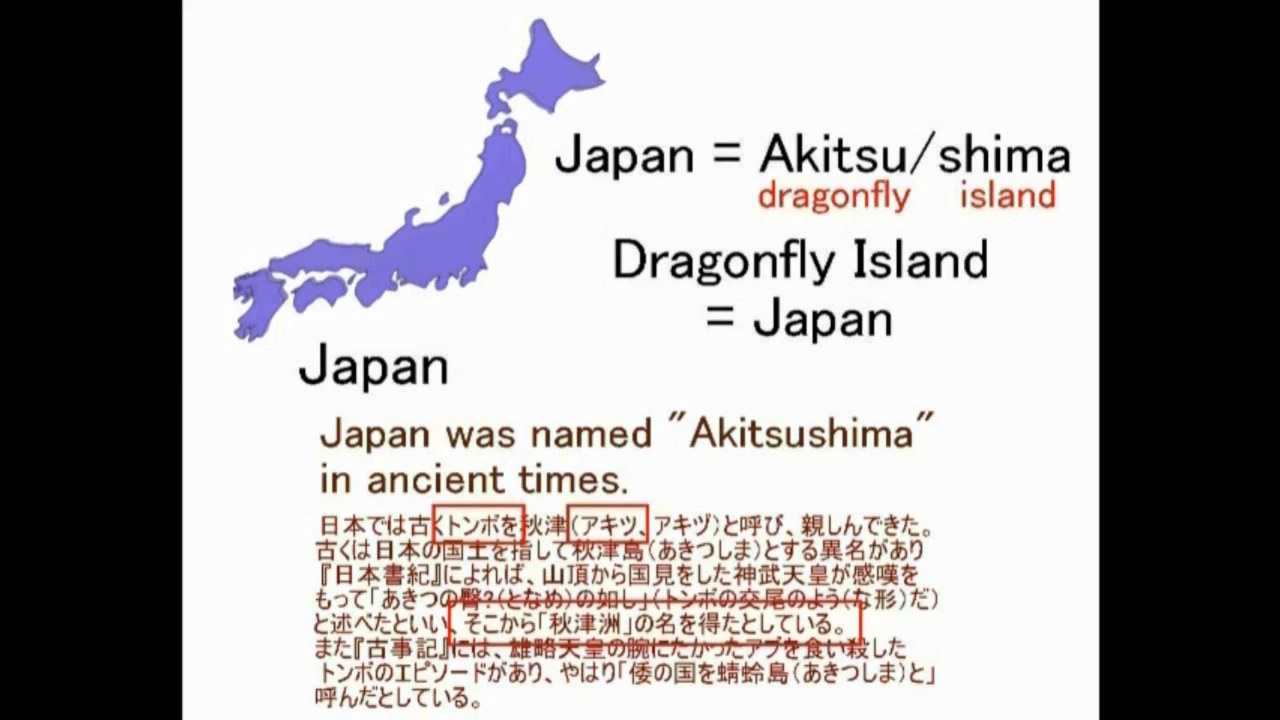 Japan = Akitsu/shima
dragonfly island
Dragonfly Island
= Japan
Japan
Japan was named "Akitsushima"
in ancient times.
日本では古くトンボを秋津(アキツ、アキヅ)と呼び、親しんできた。
古くは日本の国土を指して秋津島(あきつしま)とする異名があり
『日本書紀』によれば、山頂から国見をした神武天皇が感嘆を
もって「あきつの臀?(となめ)の如し」(トンボの交尾のよう(な形)だ)
と述べたといい、そこから「秋津洲」の名を得たとしている。
また『古事記』には、雄略天皇の腕にたかったアブを食い殺した
トンボのエピソードがあり、やはり「倭の国を蜻蛉島(あきつしま)と」
呼んだとしている。